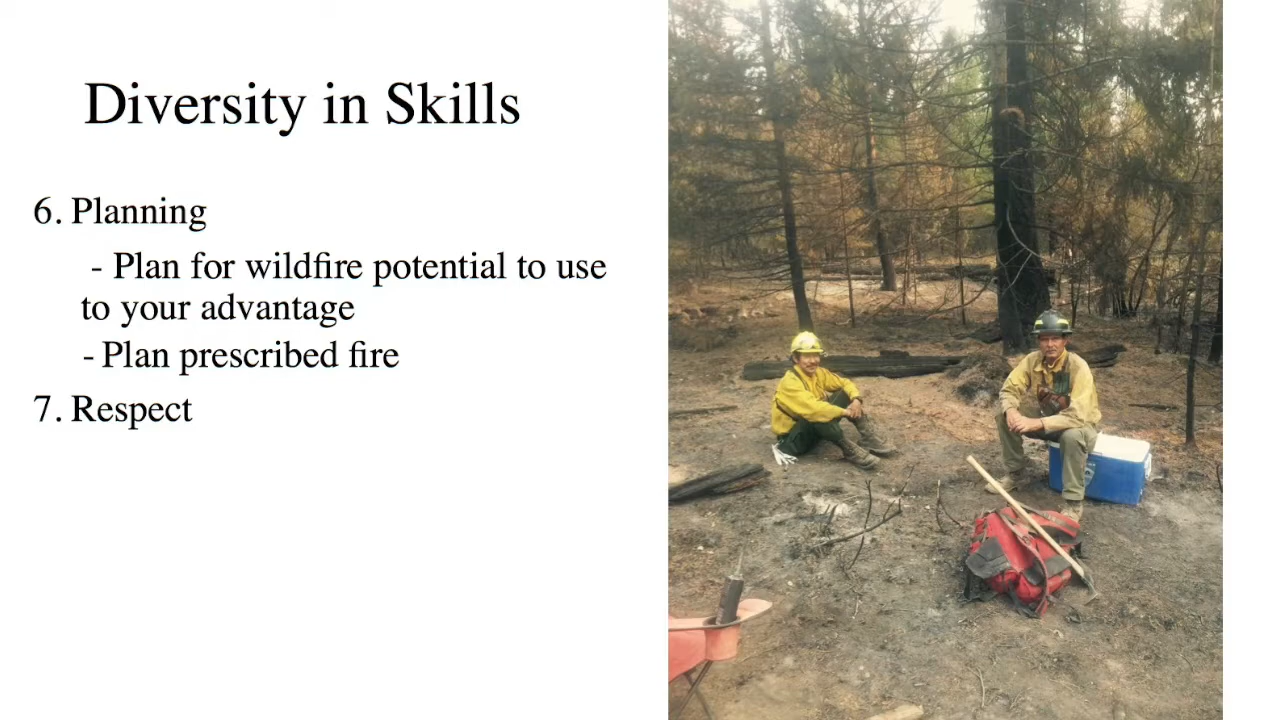 Diversity in Skills
6. Planning
- Plan for wildfire potential to use
to your advantage
- Plan prescribed fire
7. Respect